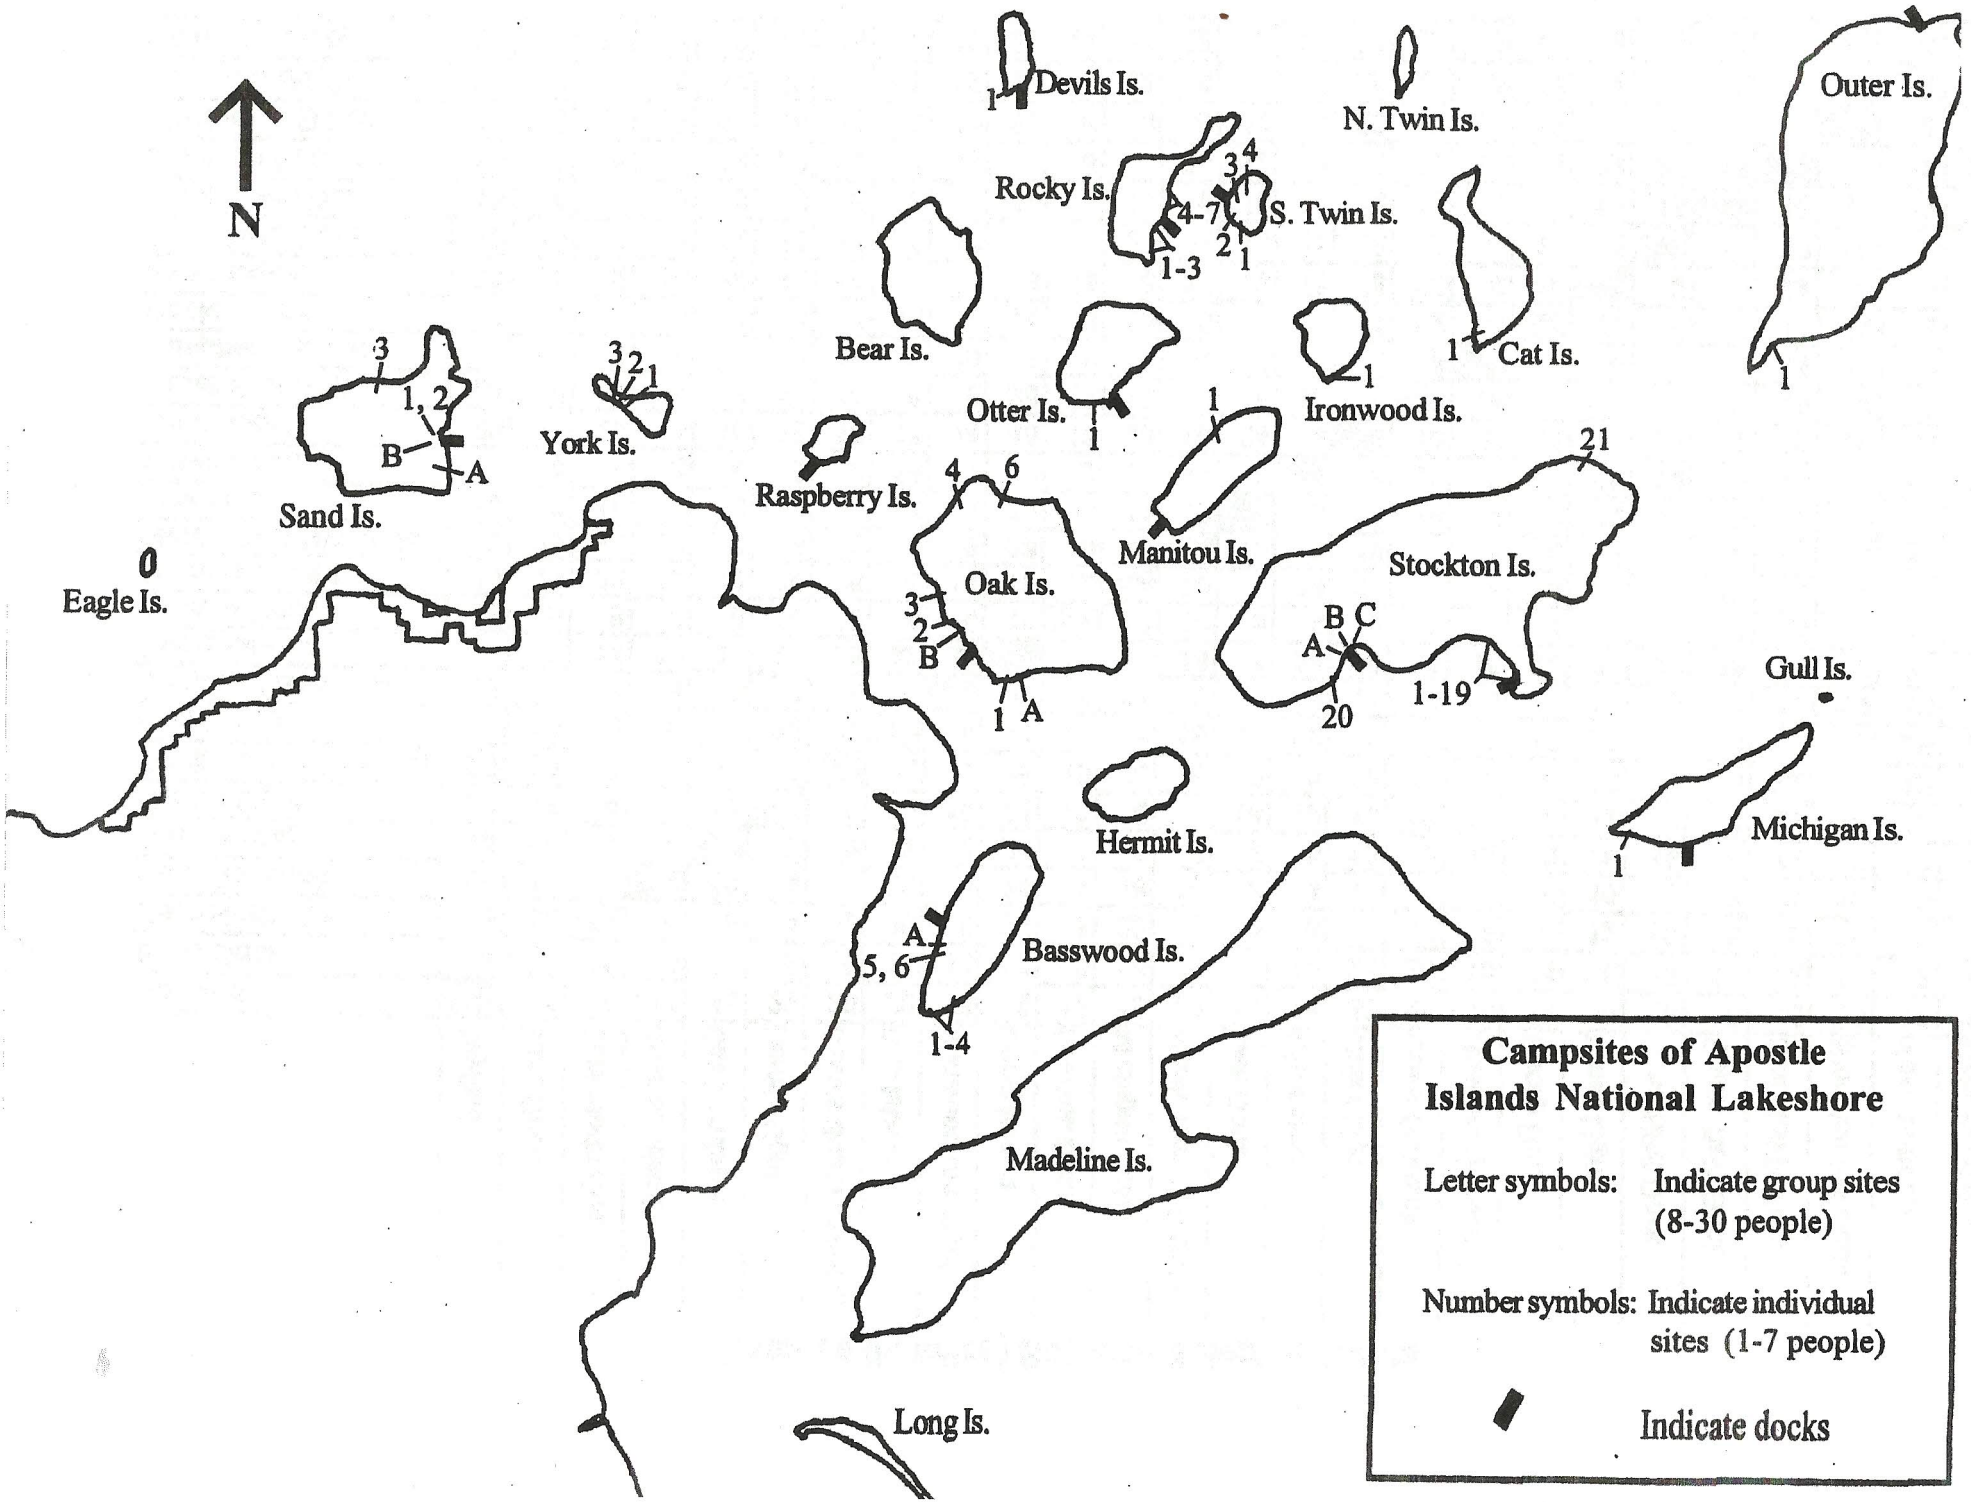 Devils Is.
1
N. Twin Is.
Outer Is.
N
Rocky Is.
3 4
4-7
S. Twin Is.
2 1
1-3
Bear Is.
1
Cat Is.
1
3
1, 2
B
A
Sand Is.
3 2 1
York Is.
Raspberry Is.
Otter Is.
1
1
Ironwood Is.
1
Manitou Is.
21
Stockton Is.
B C
A
1-19
20
4 6
Oak Is.
3
2
B
1 A
Eagle Is.
Gull Is.
Michigan Is.
1
Hermit Is.
A
5, 6
Basswood Is.
1-4
Madeline Is.
Long Is.
Campsites of Apostle
Islands National Lakeshore
Letter symbols: Indicate group sites
(8-30 people)
Number symbols: Indicate individual
sites (1-7 people)
Indicate docks